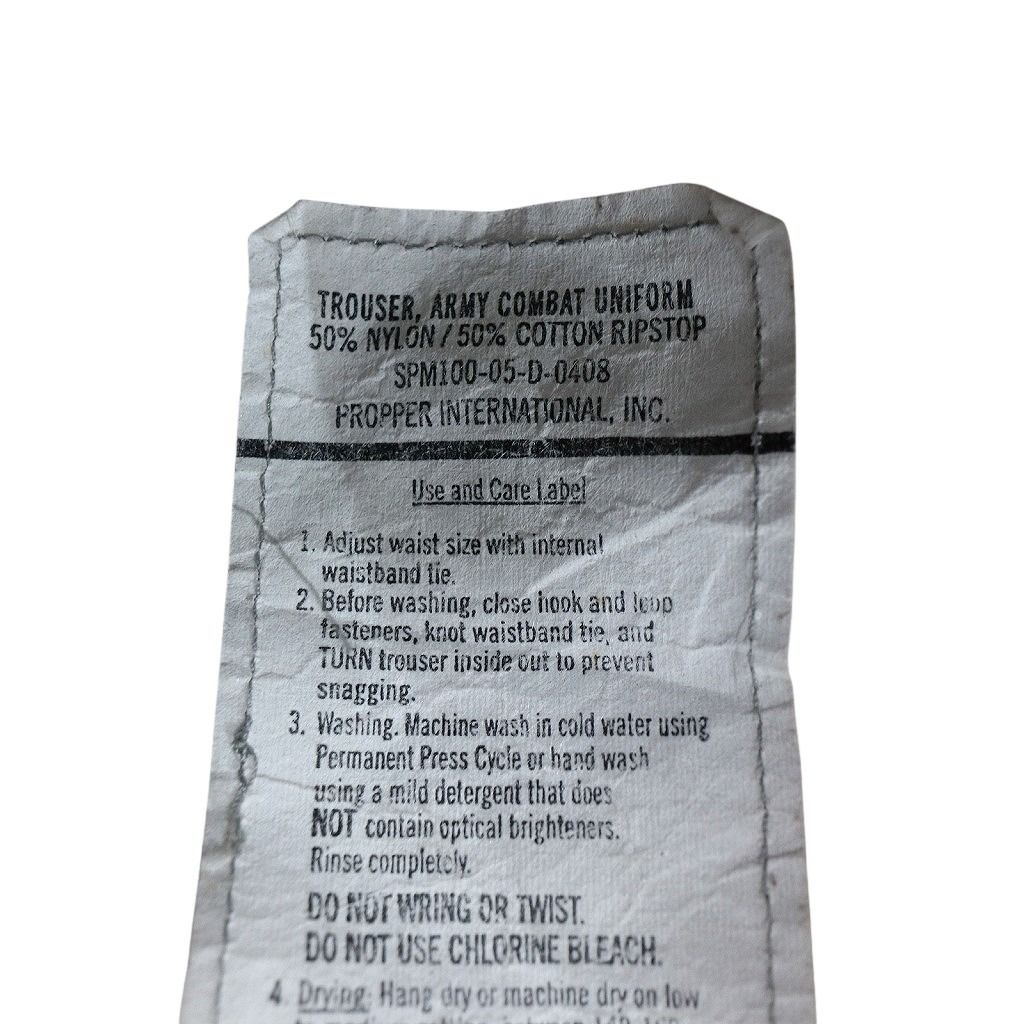 TROUSER, ARMY COMBAT UNIFORM
50% NYLON / 50% COTTON RIPSTOP
SPM100-05-D-0408
PROPPER INTERNATIONAL, INC.
Use and Care Label
1. Adjust waist size with internal
waistband tie.
2. Before washing, close hook and loop
fasteners, knot waistband tie, and
TURN trouser inside out to prevent
snagging.
3. Washing. Machine wash in cold water using
Permanent Press Cycle or hand wash
using a mild detergent that does
NOT contain optical brighteners.
Rinse completely.
DO NOT WRING OR TWIST.
DO NOT USE CHLORINE BLEACH.
4. Drying: Hang dry or machine dry on low